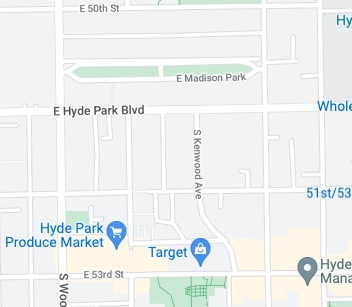 E 50th St
Hy
E Madison Park
E Hyde Park Blvd
Whole
S Kenwood Ave
51st/53
Hyde Park
Produce Market
Target
Hyde
Mana
E 53rd St
S Woo